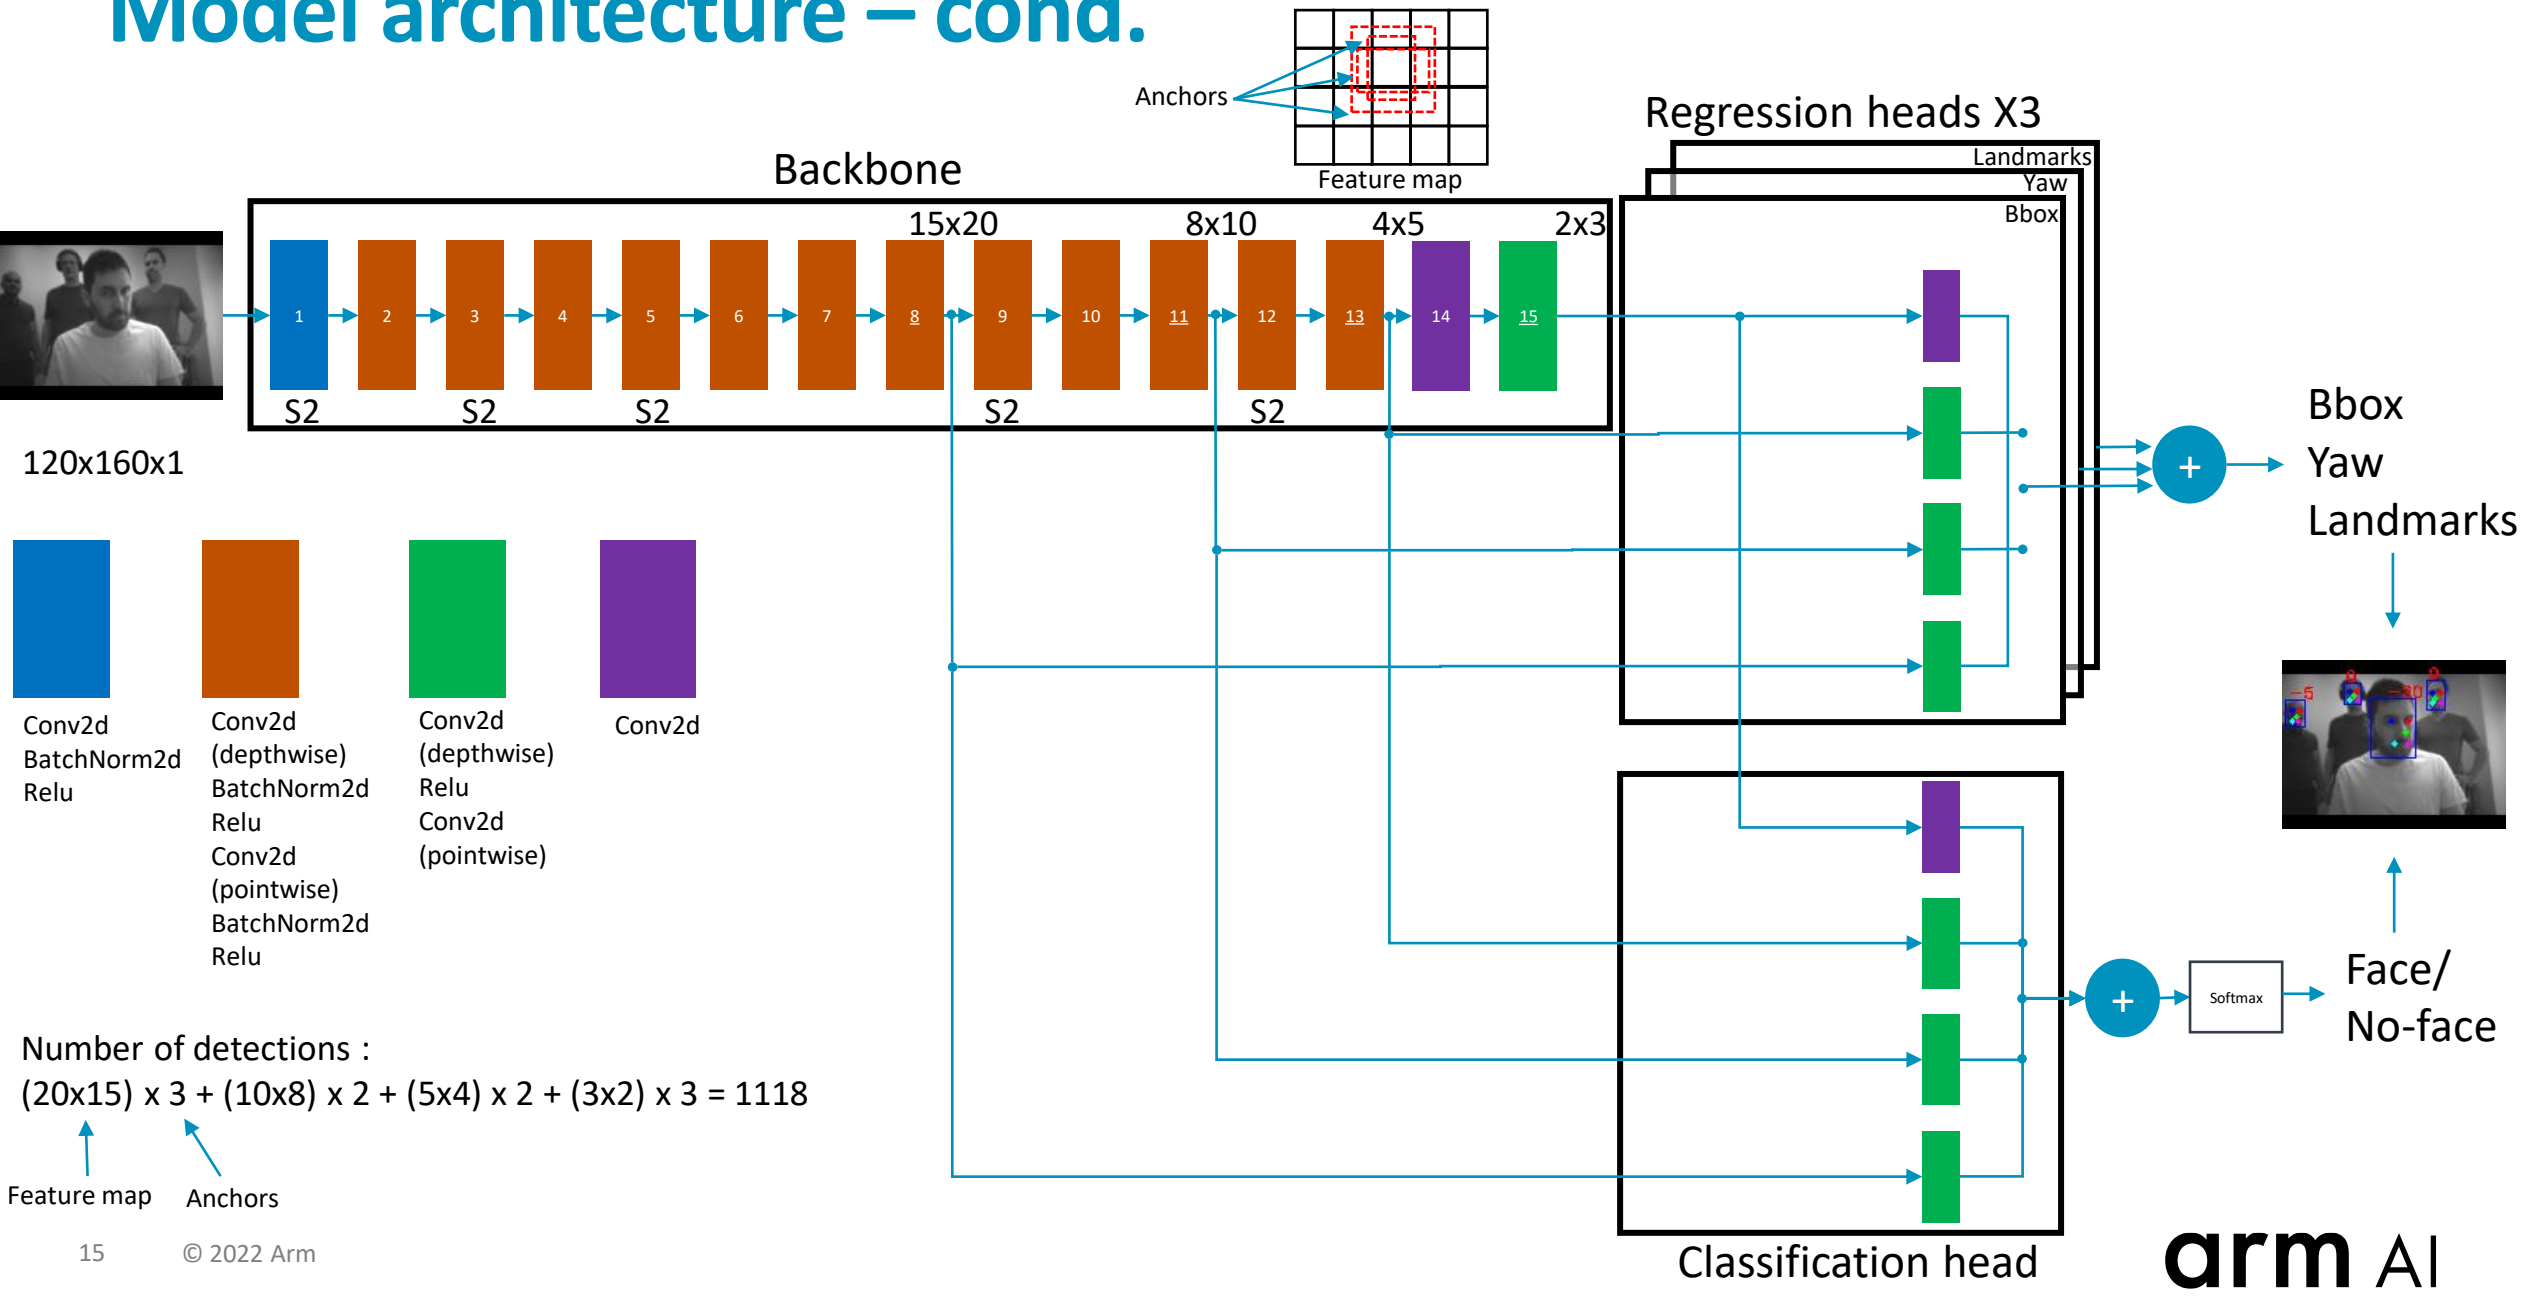 Model architecture – cond.
Anchors
Feature map
Regression heads X3
Landmarks
Yaw
Bbox
Backbone
15x20
8x10
4x5
2x3
1
2
3
4
5
6
7
8
9
10
11
12
13
14
15
S2
S2
S2
S2
S2
120x160x1
+
Bbox
Yaw
Landmarks
Conv2d
BatchNorm2d
Relu
Conv2d
(depthwise)
BatchNorm2d
Relu
Conv2d
(pointwise)
BatchNorm2d
Relu
Conv2d
(depthwise)
Relu
Conv2d
(pointwise)
Conv2d
-5
0
0
+
Softmax
Face/
No-face
Number of detections :
(20x15) x 3 + (10x8) x 2 + (5x4) x 2 + (3x2) x 3 = 1118
Feature map
Anchors
Classification head
15
© 2022 Arm
arm AI